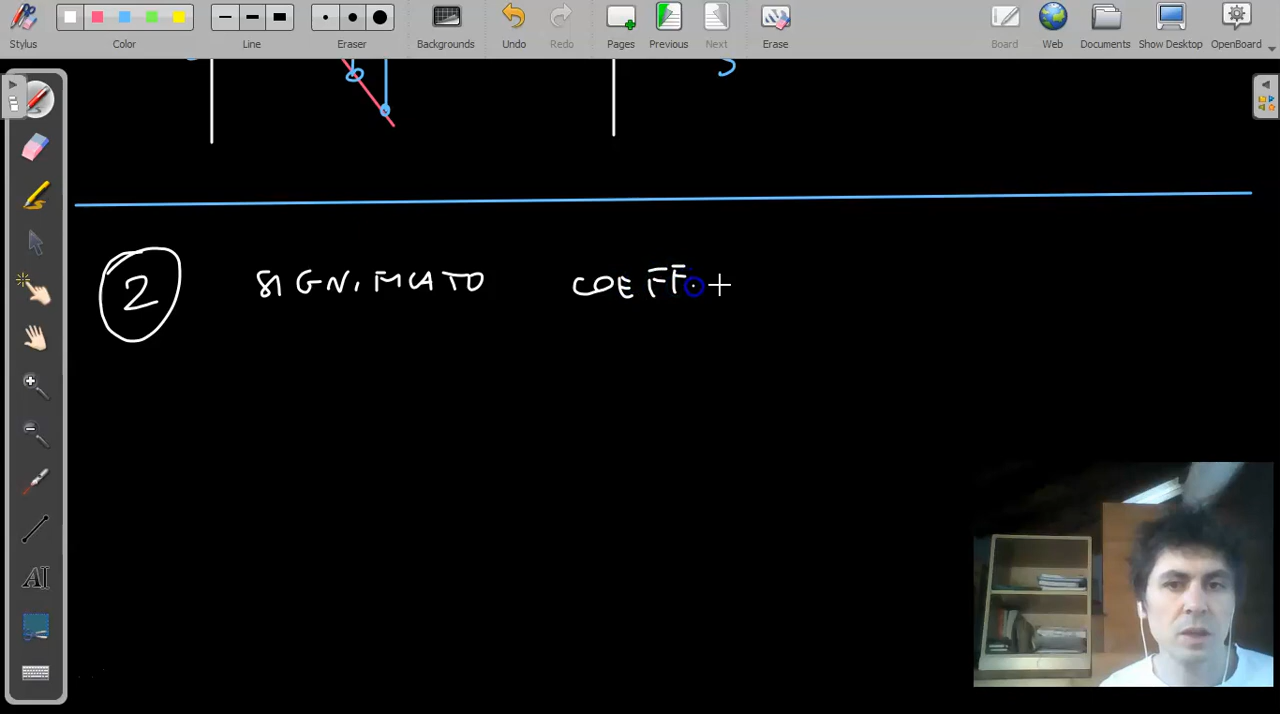 Stylus Color Line Eraser Backgrounds Undo Redo Pages Previous Next Erase Board Web Documents Show Desktop OpenBoard
2 SIGNIFICATO COEFF.
AI